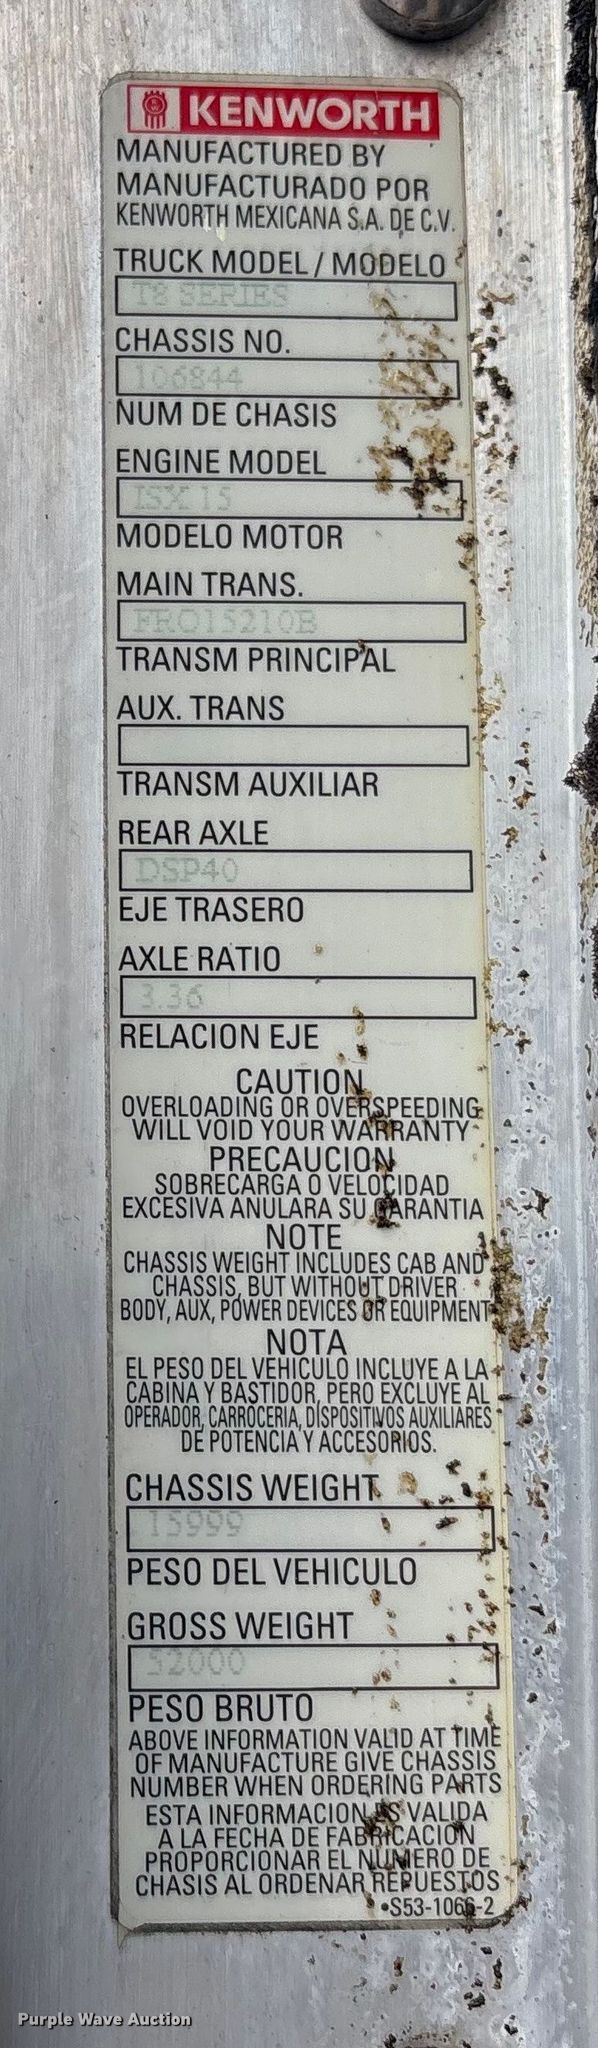 KENWORTH
MANUFACTURED BY
MANUFACTURADO POR
KENWORTH MEXICANA S.A. DE C.V.
TRUCK MODEL / MODELO
T8 SERIES
CHASSIS NO.
106844
NUM DE CHASIS
ENGINE MODEL
ISX 15
MODELO MOTOR
MAIN TRANS.
FRO15210B
TRANSM PRINCIPAL
AUX. TRANS
TRANSM AUXILIAR
REAR AXLE
DSP40
EJE TRASERO
AXLE RATIO
3.36
RELACION EJE
CAUTION
OVERLOADING OR OVERSPEEDING
WILL VOID YOUR WARRANTY
PRECAUCION
SOBRECARGA O VELOCIDAD
EXCESIVA ANULARA SU GARANTIA
NOTE
CHASSIS WEIGHT INCLUDES CAB AND
CHASSIS, BUT WITHOUT DRIVER
BODY, AUX, POWER DEVICES OR EQUIPMENT
NOTA
EL PESO DEL VEHICULO INCLUYE A LA
CABINA Y BASTIDOR, PERO EXCLUYE AL
OPERADOR, CARROCERIA, DISPOSITIVOS AUXILIARES
DE POTENCIA Y ACCESORIOS.
CHASSIS WEIGHT
15999
PESO DEL VEHICULO
GROSS WEIGHT
52000
PESO BRUTO
ABOVE INFORMATION VALID AT TIME
OF MANUFACTURE GIVE CHASSIS
NUMBER WHEN ORDERING PARTS
ESTA INFORMACION ES VALIDA
A LA FECHA DE FABRICACION
PROPORCIONAR EL NUMERO DE
CHASIS AL ORDENAR REPUESTOS
•S53-1066-2
Purple Wave Auction